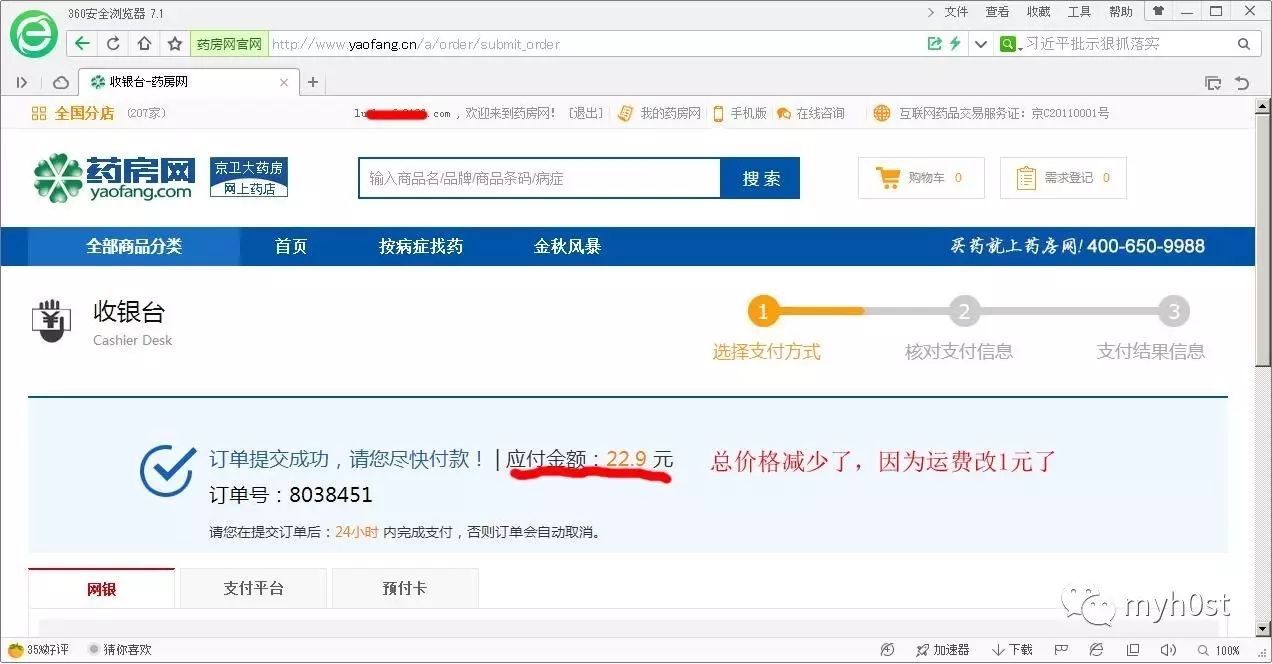 360安全浏览器 7.1
文件 查看 收藏 工具 帮助
药房网官网 http://www.yaofang.cn/a/order/submit_order
习近平批示狠抓落实
收银台-药房网
全国分店 (207家)
com，欢迎来到药房网! [退出] 我的药房网 手机版 在线咨询 互联网药品交易服务证：京C20110001号
药房网
yaofang.com
京卫大药房
网上药店
输入商品名/品牌/商品条码/病症
搜 索
购物车 0
需求登记 0
全部商品分类 首页 按病症找药 金秋风暴 买药就上药房网! 400-650-9988
收银台
Cashier Desk
1 2 3
选择支付方式 核对支付信息 支付结果信息
订单提交成功，请您尽快付款！ | 应付金额：22.9 元
总价格减少了，因为运费改1元了
订单号：8038451
请您在提交订单后：24小时 内完成支付，否则订单会自动取消。
网银 支付平台 预付卡
myh0st
35%好评 猜你喜欢 加速器 下载 100%